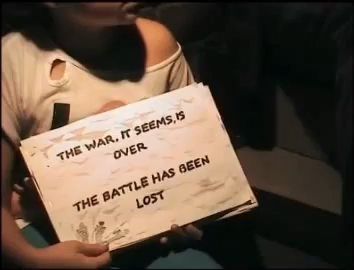 THE WAR, IT SEEMS, IS
OVER
THE BATTLE HAS BEEN
LOST